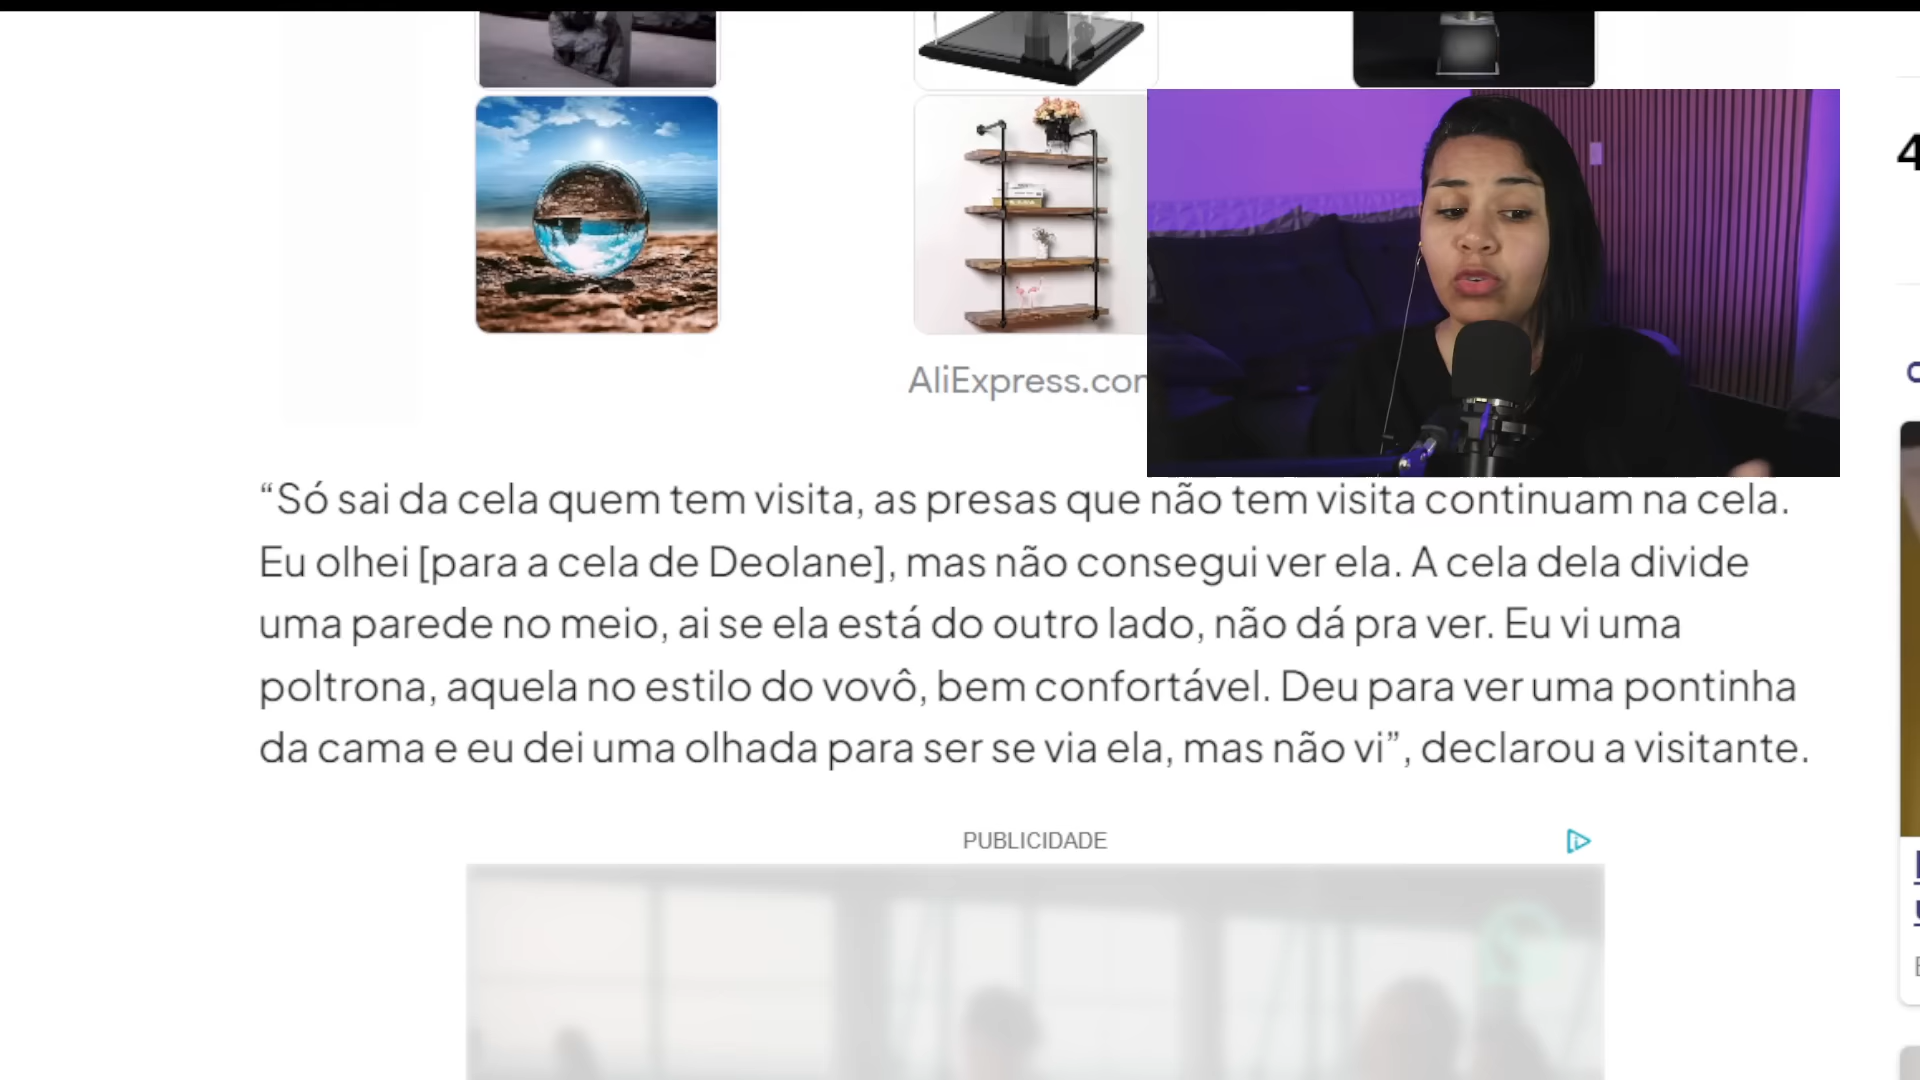 4
AliExpress.com
“Só sai da cela quem tem visita, as presas que não tem visita continuam na cela.
Eu olhei [para a cela de Deolane], mas não consegui ver ela. A cela dela divide
uma parede no meio, ai se ela está do outro lado, não dá pra ver. Eu vi uma
poltrona, aquela no estilo do vovô, bem confortável. Deu para ver uma pontinha
da cama e eu dei uma olhada para ser se via ela, mas não vi”, declarou a visitante.
PUBLICIDADE